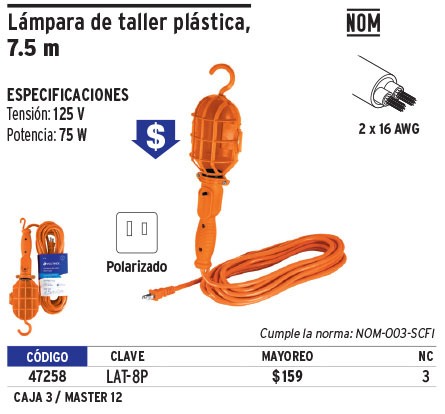 Lámpara de taller plástica,
7.5 m
NOM
ESPECIFICACIONES
Tensión: 125 V
Potencia: 75 W
$
2 x 16 AWG
Polarizado
Cumple la norma: NOM-003-SCFI
CÓDIGO CLAVE MAYOREO NC
47258 LAT-8P $159 3
CAJA 3 / MASTER 12